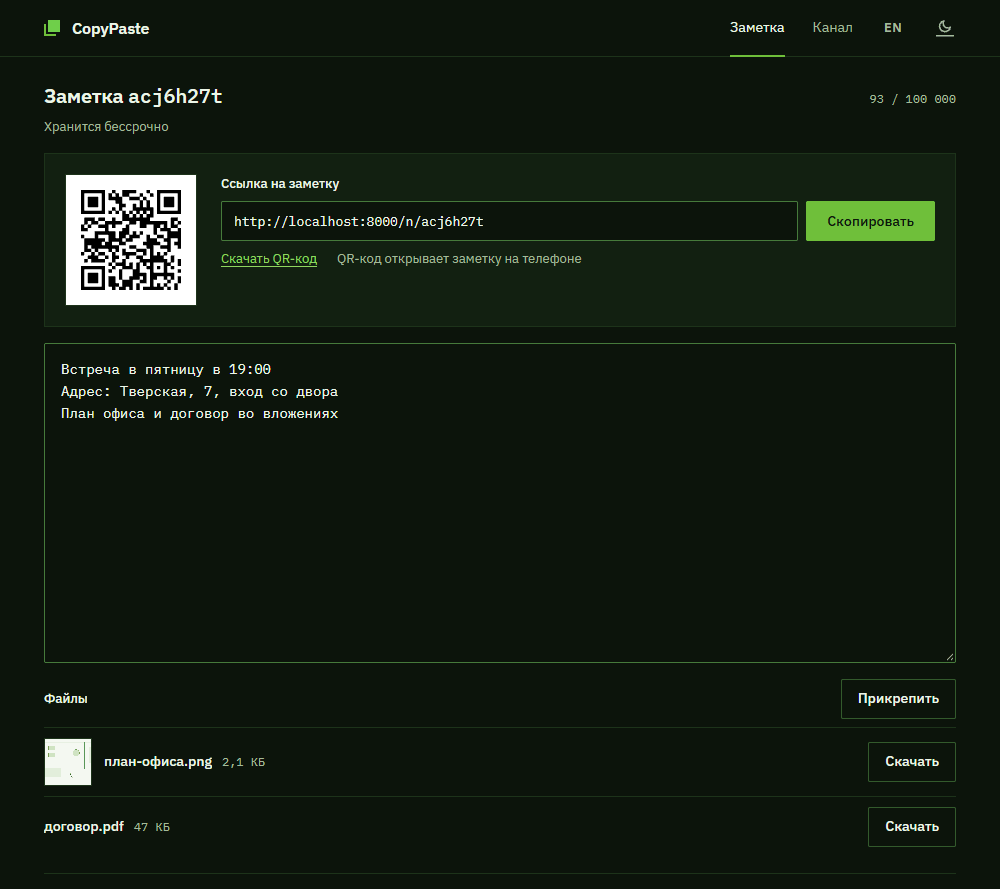 CopyPaste
Заметка
Канал
EN
Заметка acj6h27t
93 / 100 000
Хранится бессрочно
Ссылка на заметку
http://localhost:8000/n/acj6h27t
Скопировать
Скачать QR-код
QR-код открывает заметку на телефоне
Встреча в пятницу в 19:00
Адрес: Тверская, 7, вход со двора
План офиса и договор во вложениях
Файлы
Прикрепить
план-офиса.png 2,1 КБ
Скачать
договор.pdf 47 КБ
Скачать